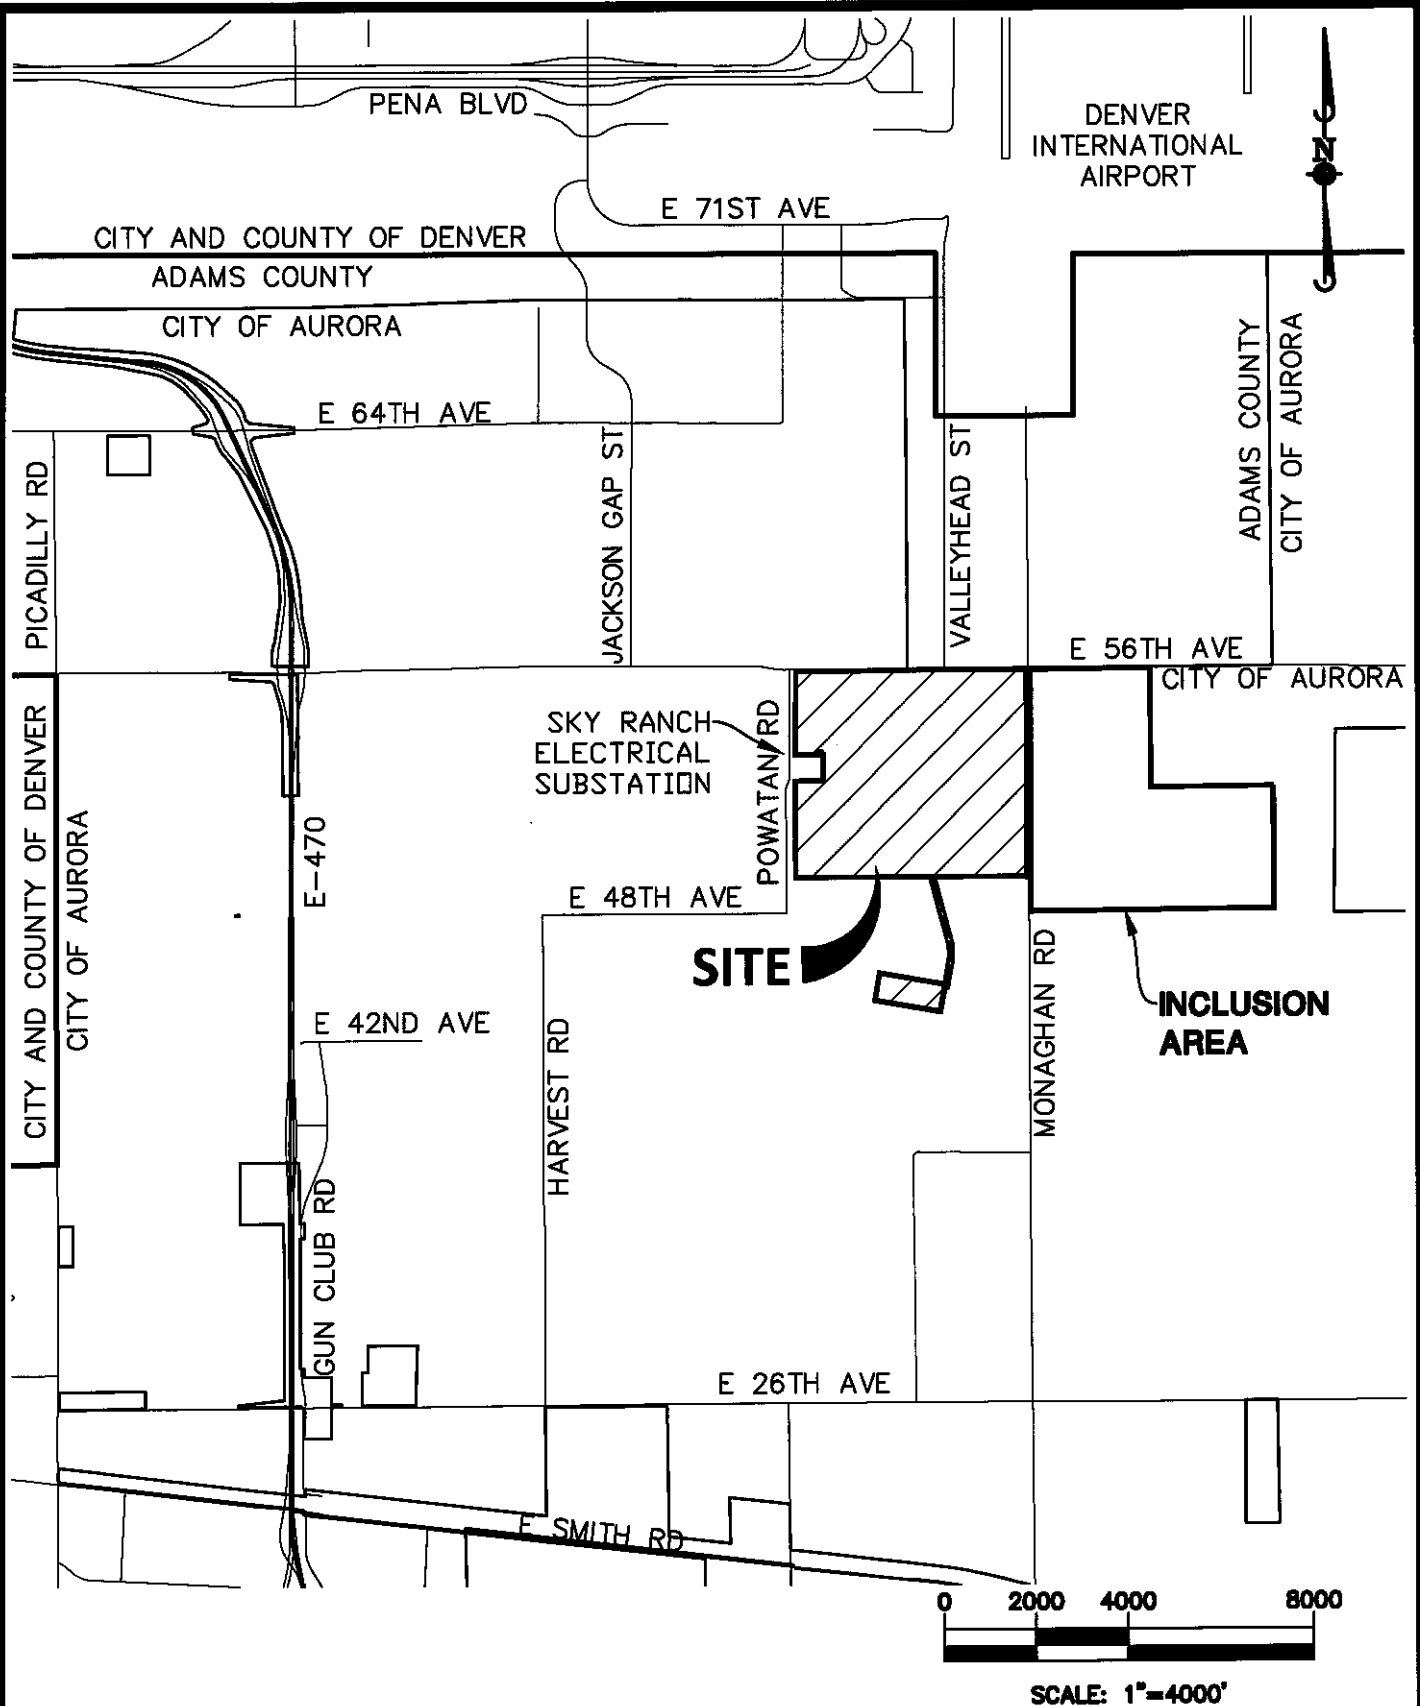 PENA BLVD
DENVER
INTERNATIONAL
AIRPORT
N
E 71ST AVE
CITY AND COUNTY OF DENVER
ADAMS COUNTY
CITY OF AURORA
E 64TH AVE
PICADILLY RD
JACKSON GAP ST
VALLEYHEAD ST
ADAMS COUNTY
CITY OF AURORA
E 56TH AVE
CITY OF AURORA
SKY RANCH
ELECTRICAL
SUBSTATION
POWATAN RD
CITY AND COUNTY OF DENVER
CITY OF AURORA
E-470
E 48TH AVE
SITE
MONAGHAN RD
INCLUSION
AREA
E 42ND AVE
HARVEST RD
GUN CLUB RD
E 26TH AVE
E SMITH RD
0 2000 4000 8000
SCALE: 1"=4000'